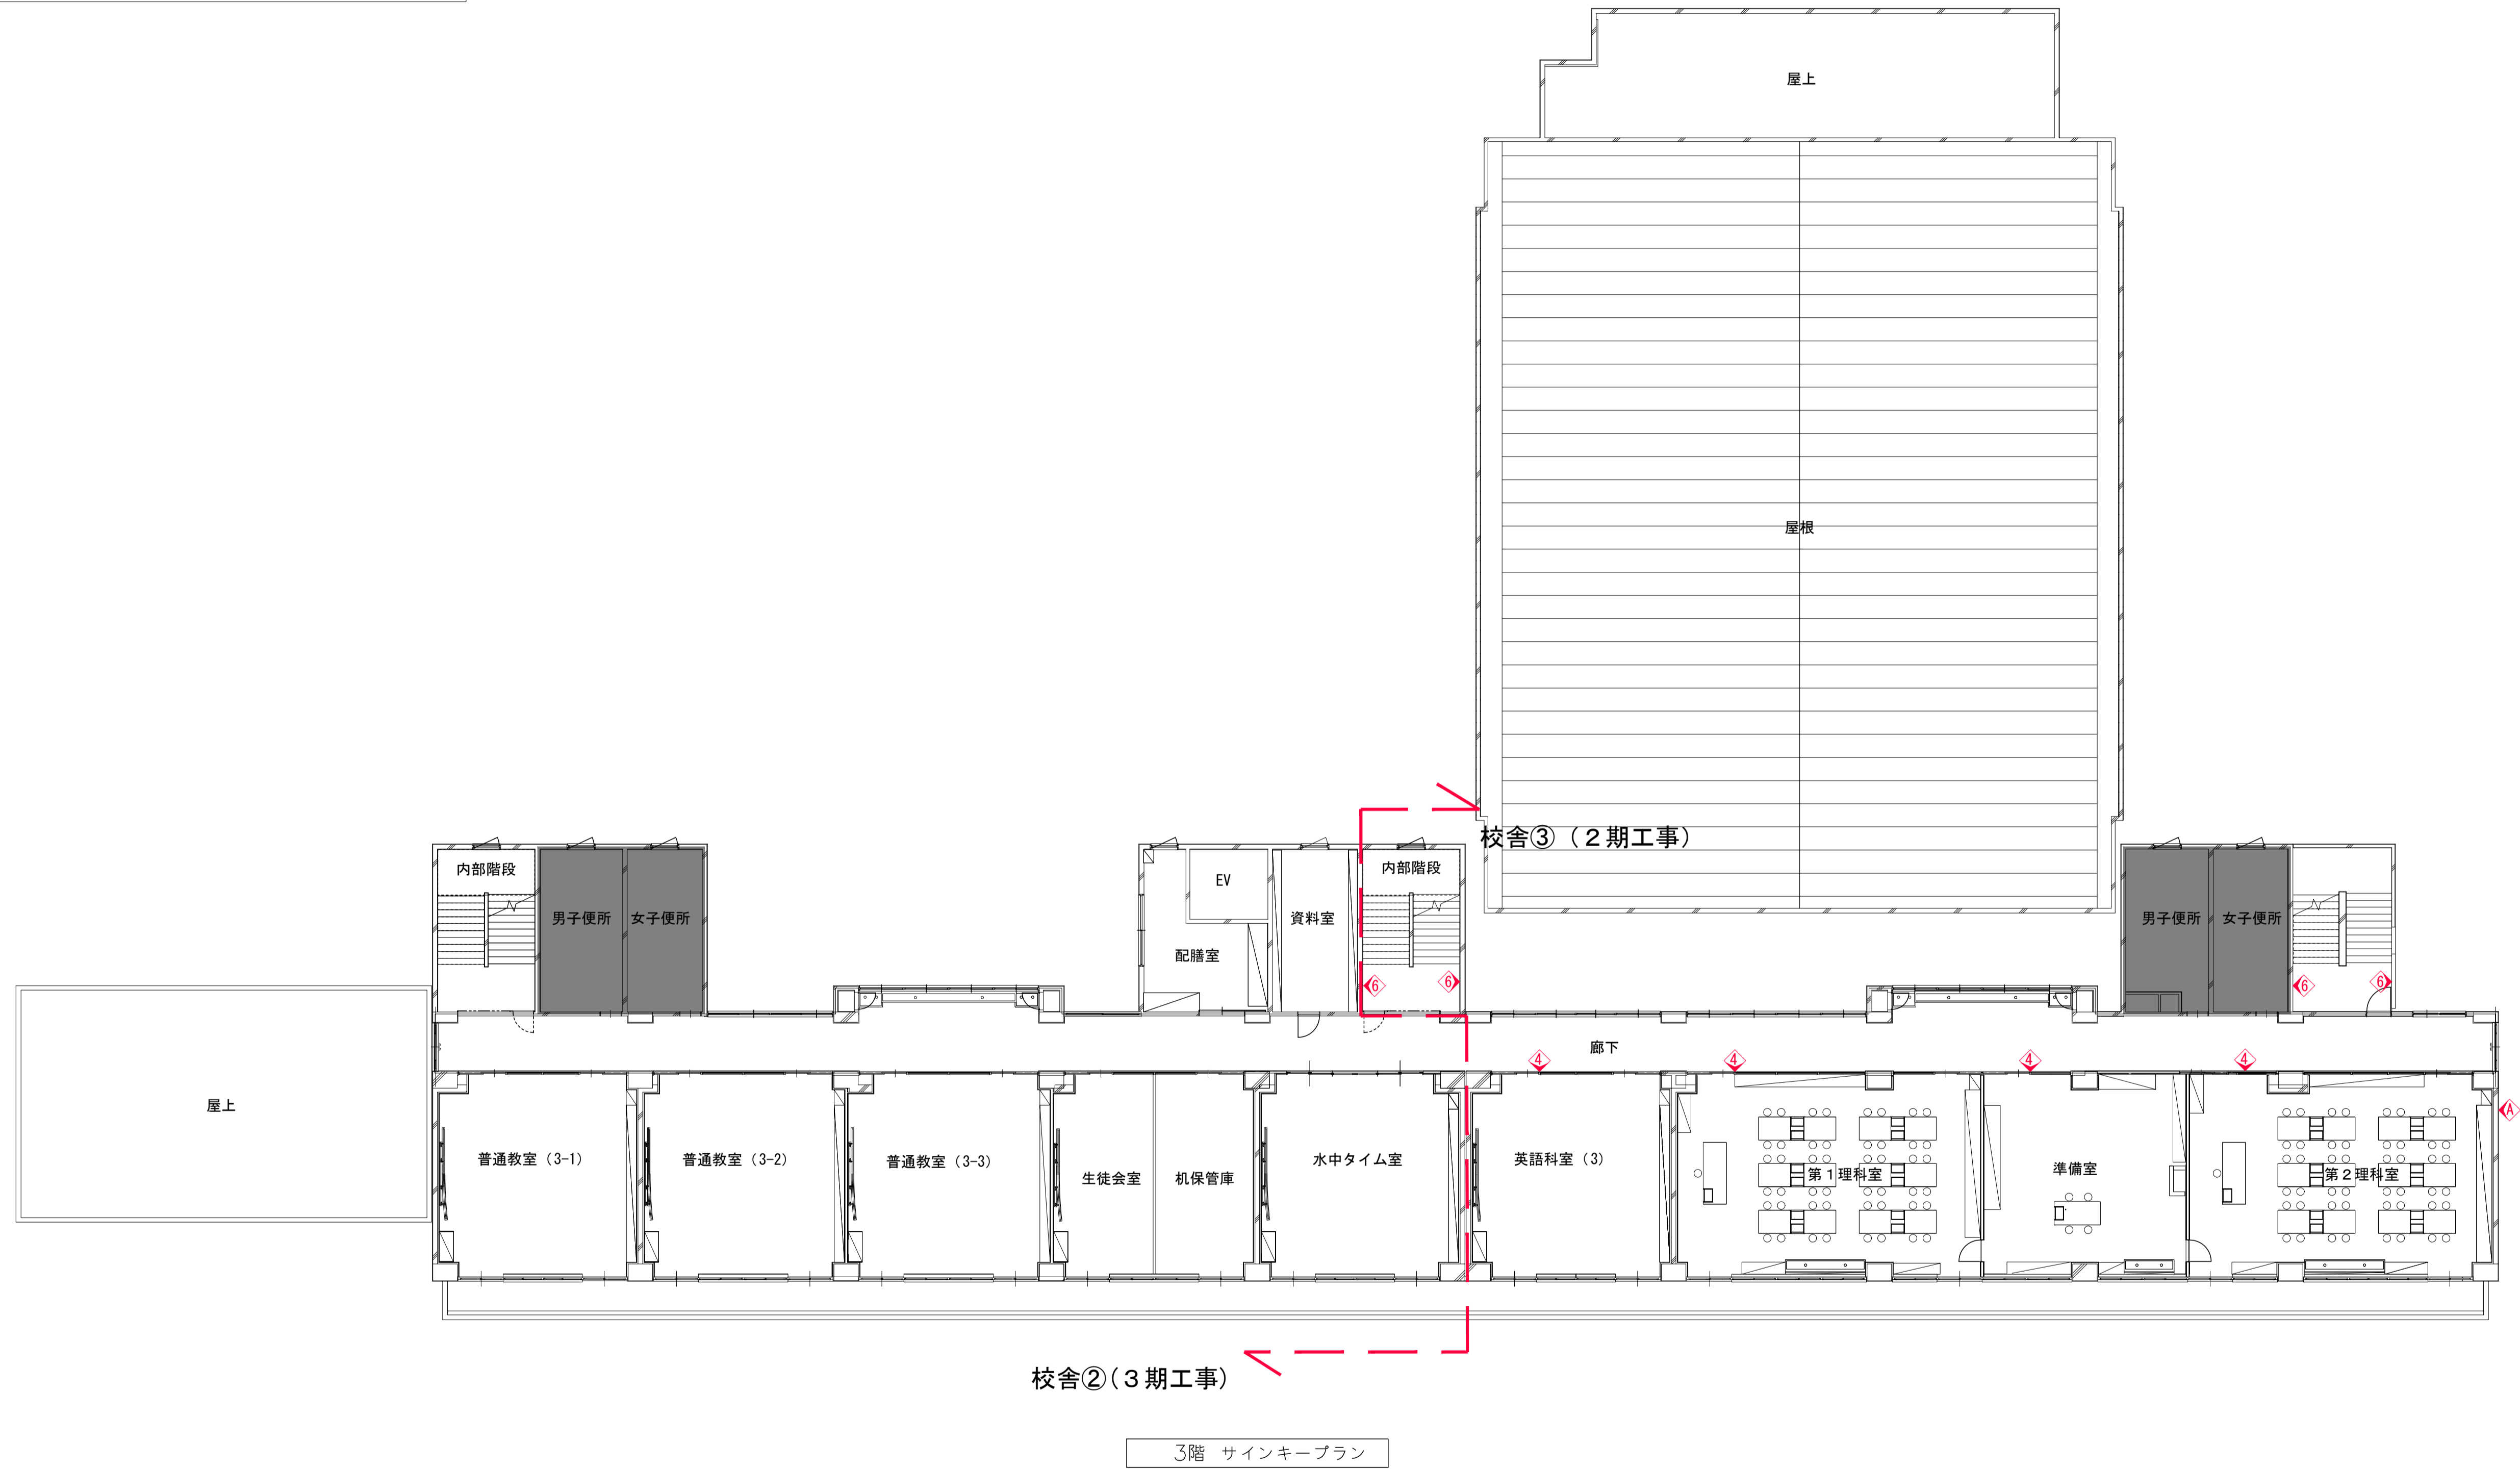 屋上
屋根
校舎③（２期工事）
内部階段
男子便所
女子便所
EV
配膳室
資料室
内部階段
男子便所
女子便所
6
6
6
6
廊下
4
4
4
4
A
屋上
普通教室（3-1）
普通教室（3-2）
普通教室（3-3）
生徒会室
机保管庫
水中タイム室
英語科室（3）
第１理科室
準備室
第２理科室
校舎②（３期工事）
3階 サインキープラン